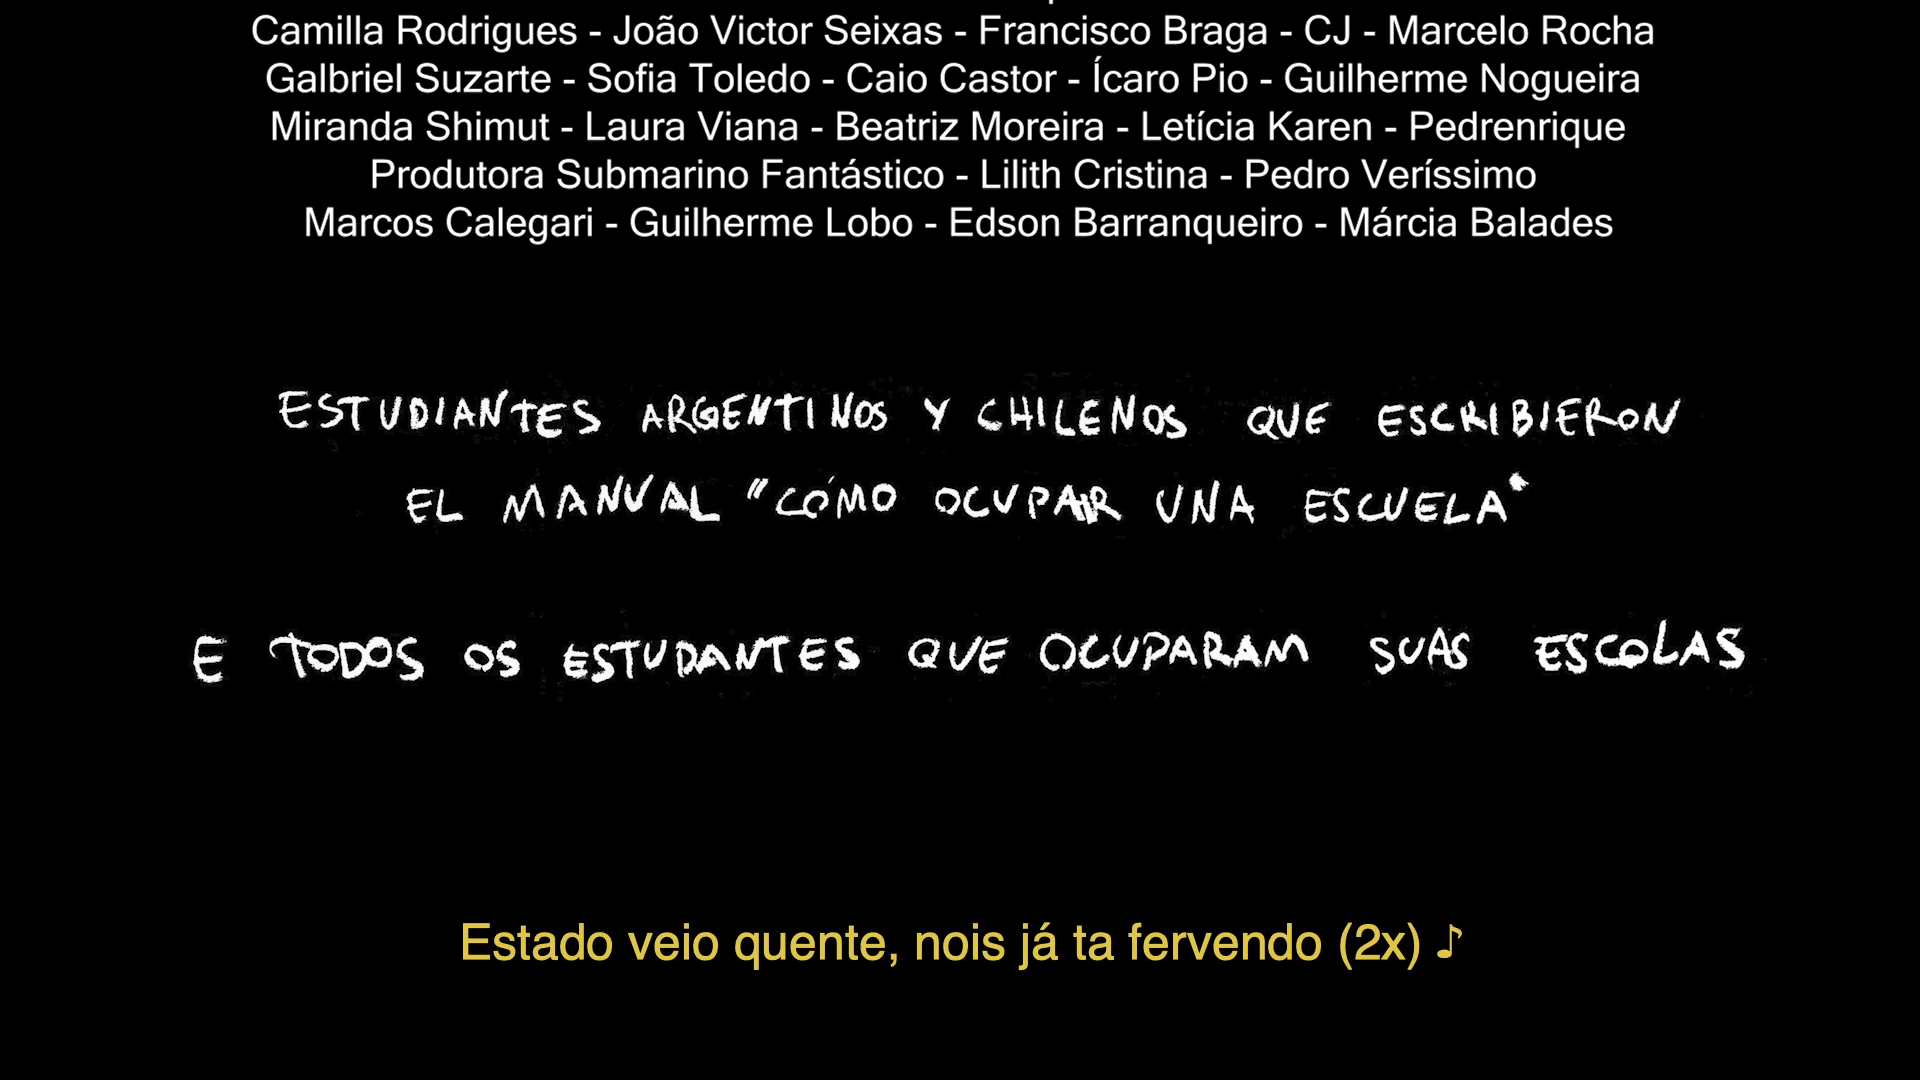 Camilla Rodrigues - João Victor Seixas - Francisco Braga - CJ - Marcelo Rocha
Galbriel Suzarte - Sofia Toledo - Caio Castor - Ícaro Pio - Guilherme Nogueira
Miranda Shimut - Laura Viana - Beatriz Moreira - Letícia Karen - Pedrenrique
Produtora Submarino Fantástico - Lilith Cristina - Pedro Veríssimo
Marcos Calegari - Guilherme Lobo - Edson Barranqueiro - Márcia Balades
ESTUDIANTES ARGENTINOS Y CHILENOS QUE ESCRIBIERON
EL MANUAL "CÓMO OCUPAR UNA ESCUELA"
E TODOS OS ESTUDANTES QUE OCUPARAM SUAS ESCOLAS
Estado veio quente, nois já ta fervendo (2x) ♪